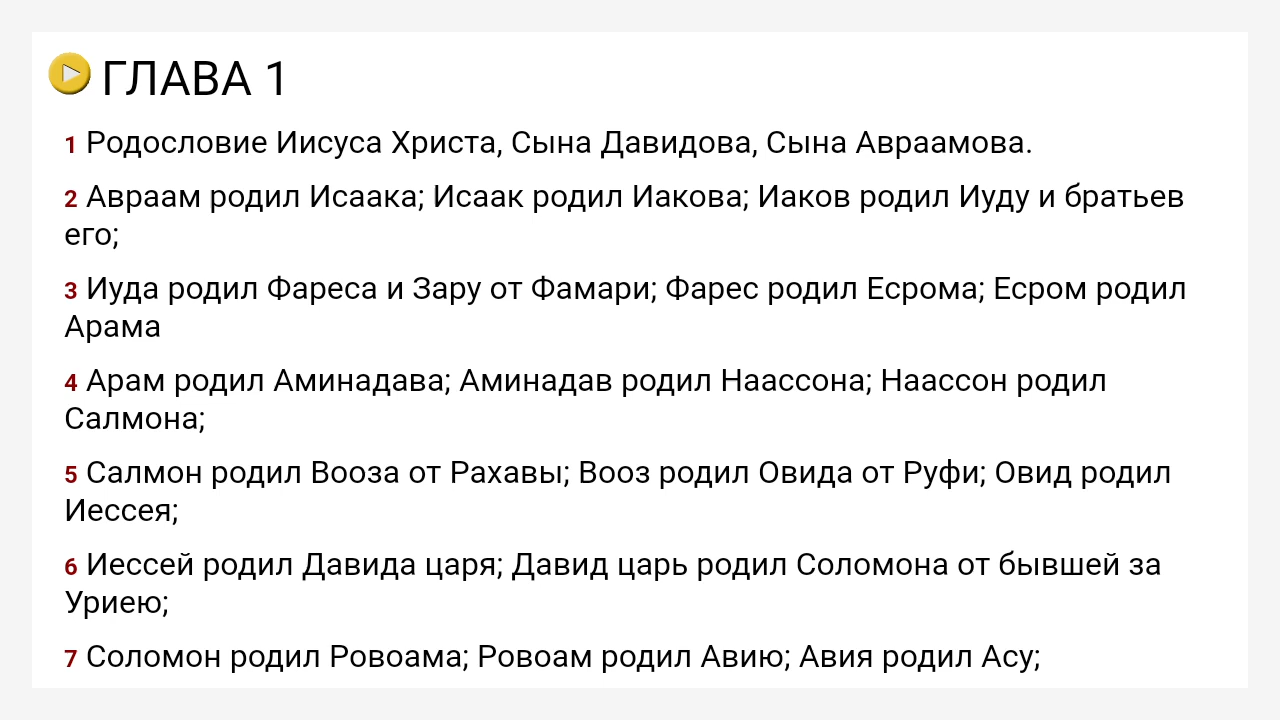 ГЛАВА 1
1 Родословие Иисуса Христа, Сына Давидова, Сына Авраамова.
2 Авраам родил Исаака; Исаак родил Иакова; Иаков родил Иуду и братьев
его;
3 Иуда родил Фареса и Зару от Фамари; Фарес родил Есрома; Есром родил
Арама
4 Арам родил Аминадава; Аминадав родил Наассона; Наассон родил
Салмона;
5 Салмон родил Вооза от Рахавы; Вооз родил Овида от Руфи; Овид родил
Иессея;
6 Иессей родил Давида царя; Давид царь родил Соломона от бывшей за
Уриею;
7 Соломон родил Ровоама; Ровоам родил Авию; Авия родил Асу;